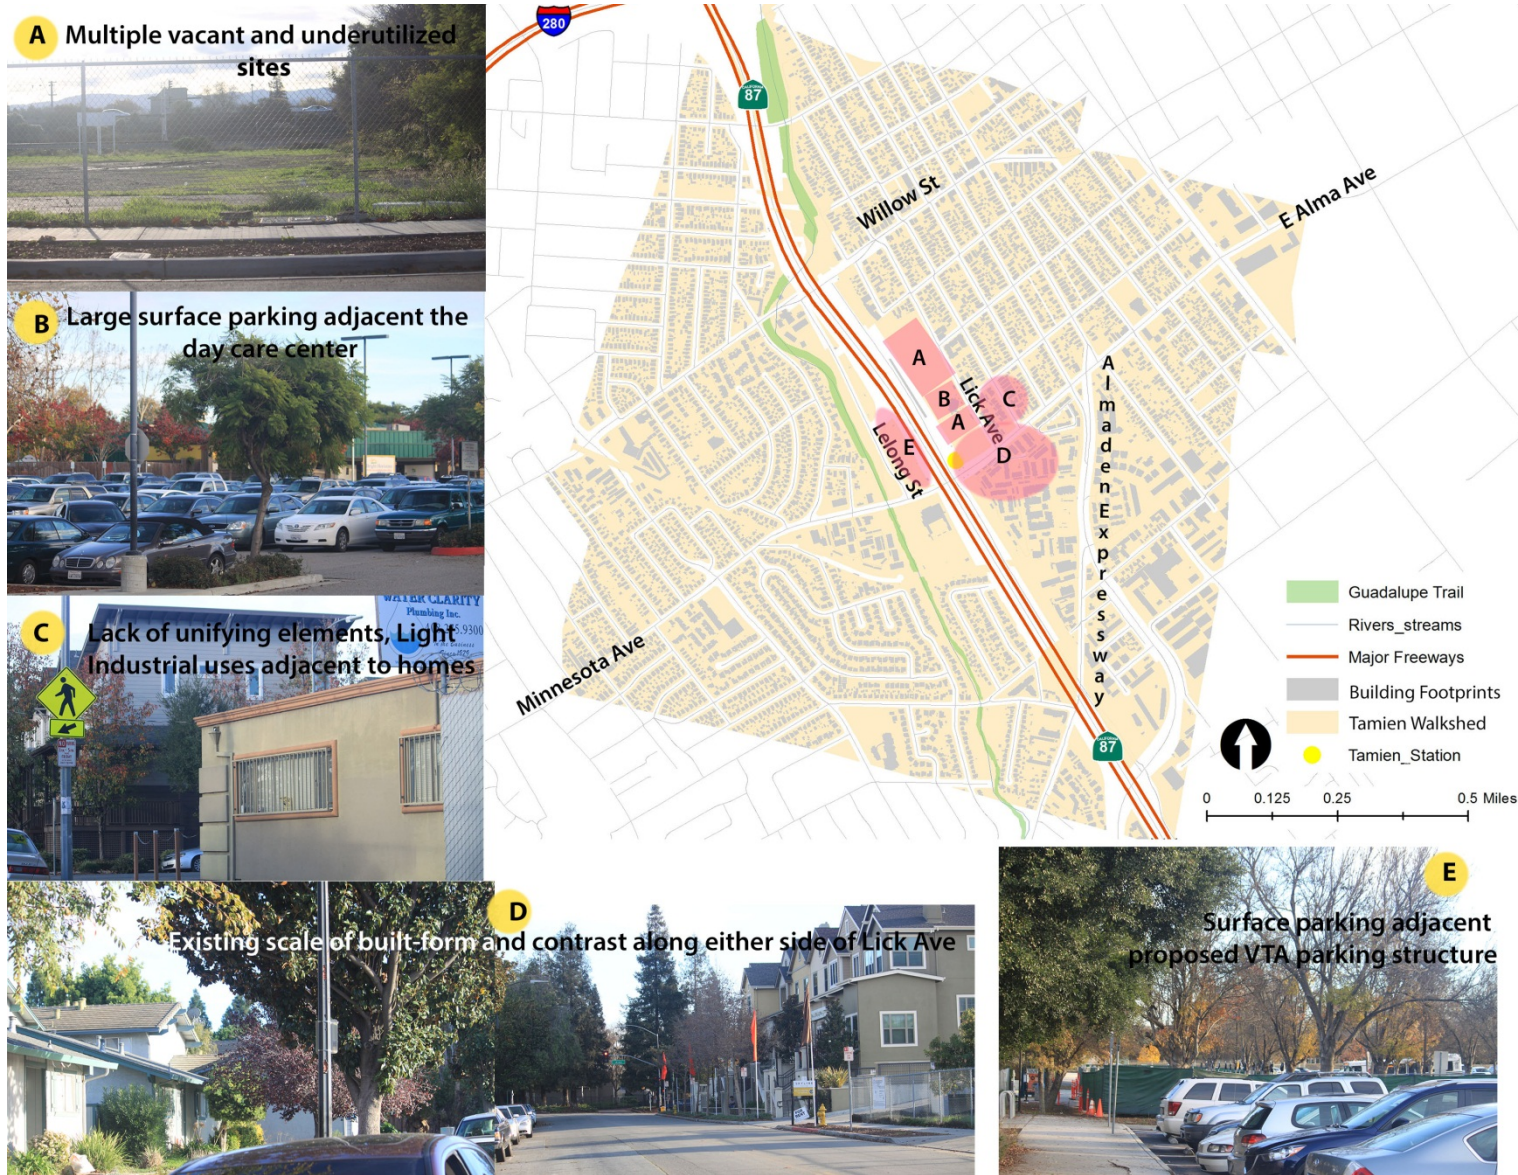 A Multiple vacant and underutilized
sites
B Large surface parking adjacent the
day care center
WATER CLARITY
Plumbing Inc.
C Lack of unifying elements, Light
Industrial uses adjacent to homes
D
Existing scale of built-form and contrast along either side of Lick Ave
E
Surface parking adjacent
proposed VTA parking structure
280
CALIFORNIA
87
Willow St
E Alma Ave
A
B
Lick Ave
C
A
E
D
Lelong St
Almaden Expressway
Minnesota Ave
CALIFORNIA
87
Guadalupe Trail
Rivers_streams
Major Freeways
Building Footprints
Tamien Walkshed
Tamien_Station
0 0.125 0.25 0.5 Miles